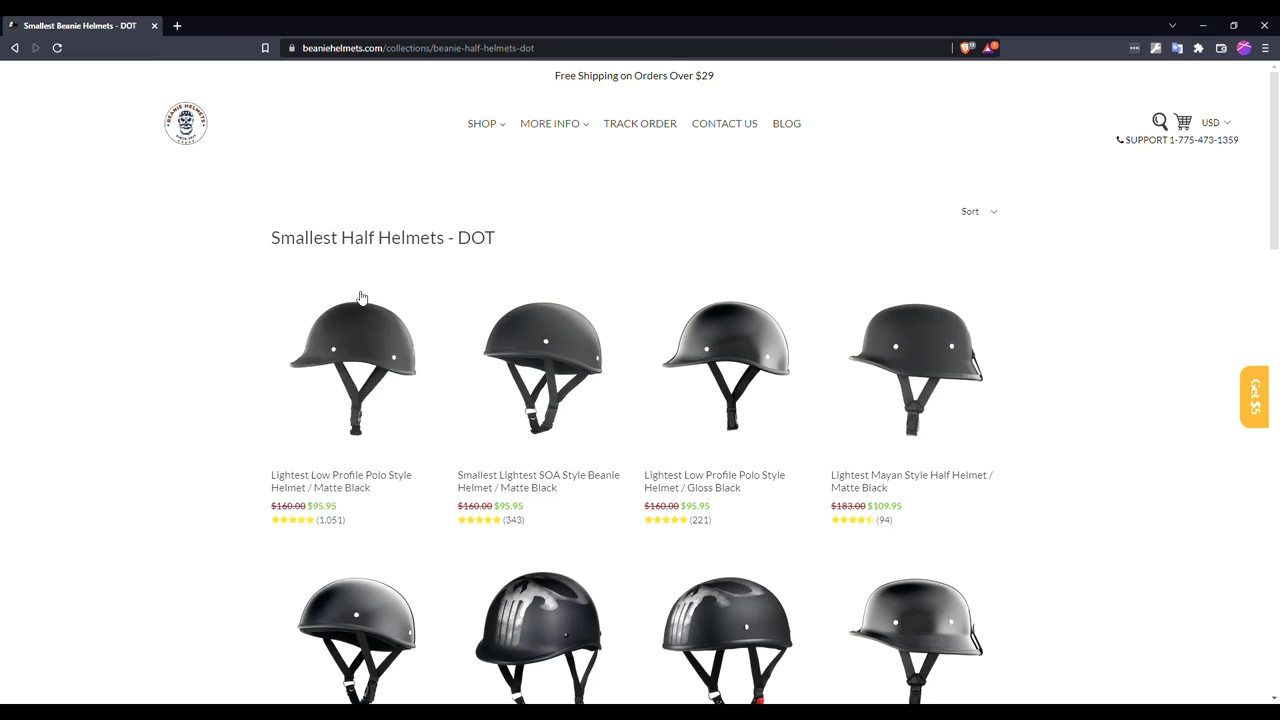 Smallest Beanie Helmets - DOT
beaniehelmets.com/collections/beanie-half-helmets-dot
Free Shipping on Orders Over $29
BEANIE HELMETS
SHOP
MORE INFO
TRACK ORDER
CONTACT US
BLOG
USD
SUPPORT 1-775-473-1359
Sort
Smallest Half Helmets - DOT
Get $5
Lightest Low Profile Polo Style
Helmet / Matte Black
$160.00 $95.95
(1,051)
Smallest Lightest SOA Style Beanie
Helmet / Matte Black
$160.00 $95.95
(343)
Lightest Low Profile Polo Style
Helmet / Gloss Black
$160.00 $95.95
(221)
Lightest Mayan Style Half Helmet /
Matte Black
$183.00 $109.95
(94)